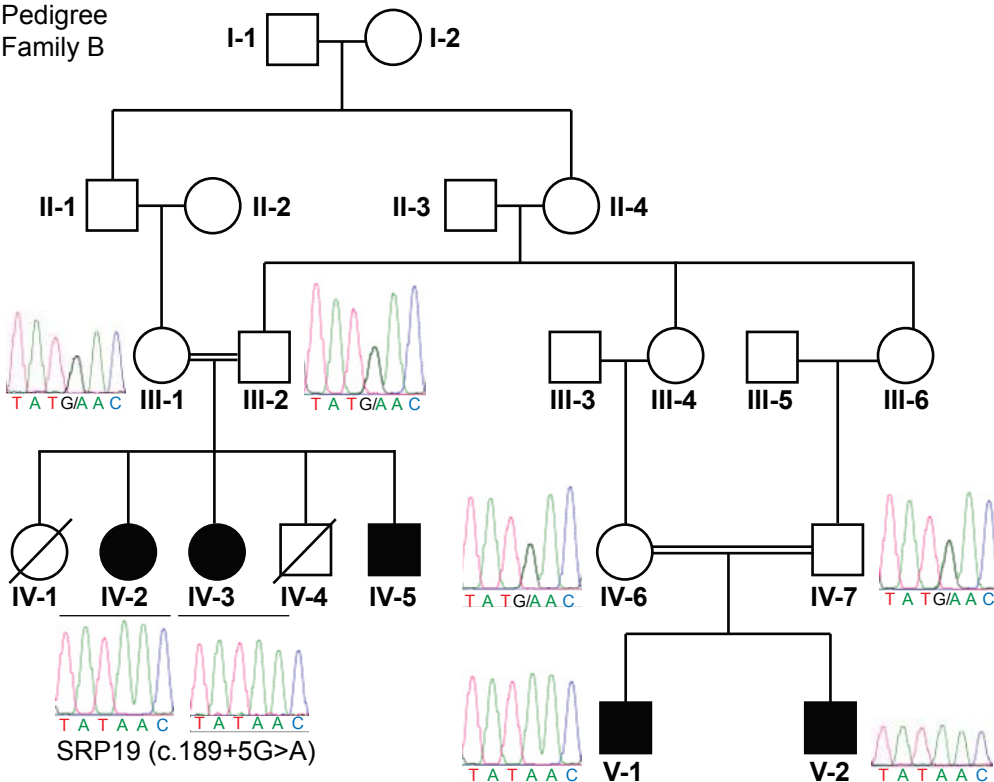 Pedigree
Family B
I-1
I-2
II-1
II-2
II-3
II-4
T A T G/A A C
III-1
III-2
T A T G/A A C
III-3
III-4
III-5
III-6
IV-1
IV-2
IV-3
IV-4
IV-5
T A T G/A A C
IV-6
IV-7
T A T G/A A C
T A T A A C
T A T A A C
SRP19 (c.189+5G>A)
T A T A A C
V-1
V-2
T A T A A C